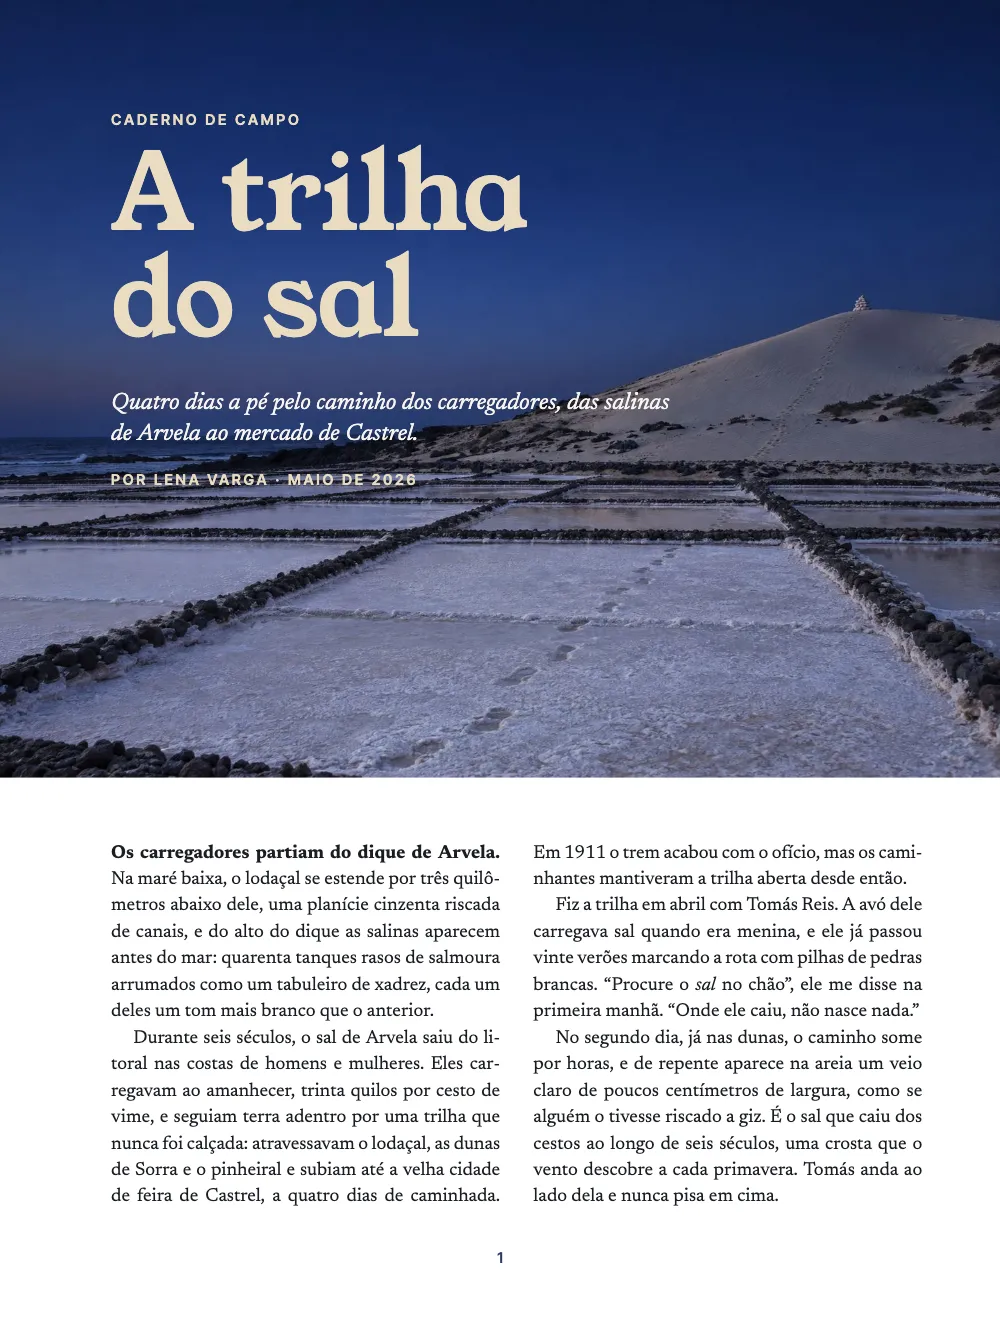 CADERNO DE CAMPO
A trilha
do sal
Quatro dias a pé pelo caminho dos carregadores, das salinas
de Arvela ao mercado de Castrel.
POR LENA VARGA · MAIO DE 2026
Os carregadores partiam do dique de Arvela.
Na maré baixa, o lodaçal se estende por três quilô-
metros abaixo dele, uma planície cinzenta riscada
de canais, e do alto do dique as salinas aparecem
antes do mar: quarenta tanques rasos de salmoura
arrumados como um tabuleiro de xadrez, cada um
deles um tom mais branco que o anterior.
Durante seis séculos, o sal de Arvela saiu do li-
toral nas costas de homens e mulheres. Eles car-
regavam ao amanhecer, trinta quilos por cesto de
vime, e seguiam terra adentro por uma trilha que
nunca foi calçada: atravessavam o lodaçal, as dunas
de Sorra e o pinheiral e subiam até a velha cidade
de feira de Castrel, a quatro dias de caminhada.
Em 1911 o trem acabou com o ofício, mas os cami-
nhantes mantiveram a trilha aberta desde então.
Fiz a trilha em abril com Tomás Reis. A avó dele
carregava sal quando era menina, e ele já passou
vinte verões marcando a rota com pilhas de pedras
brancas. “Procure o sal no chão”, ele me disse na
primeira manhã. “Onde ele caiu, não nasce nada.”
No segundo dia, já nas dunas, o caminho some
por horas, e de repente aparece na areia um veio
claro de poucos centímetros de largura, como se
alguém o tivesse riscado a giz. É o sal que caiu dos
cestos ao longo de seis séculos, uma crosta que o
vento descobre a cada primavera. Tomás anda ao
lado dela e nunca pisa em cima.
1